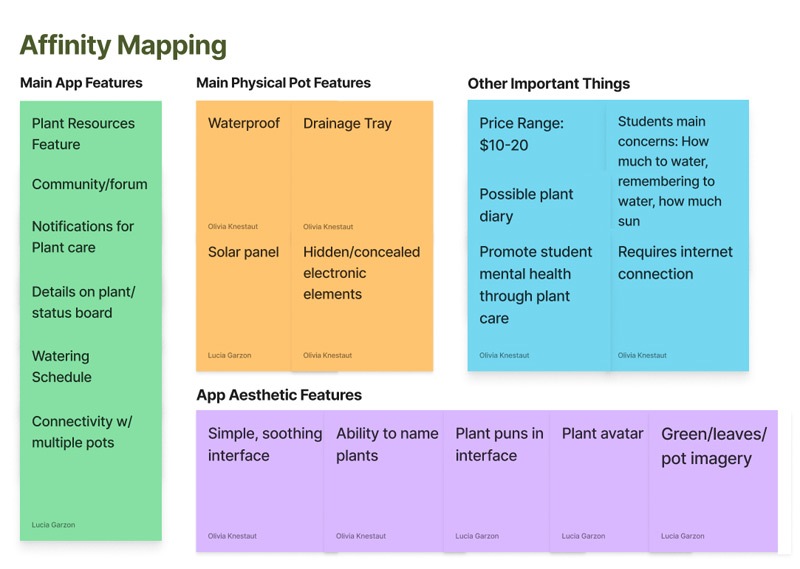 Affinity Mapping
Main App Features
Plant Resources
Feature
Community/forum
Notifications for
Plant care
Details on plant/
status board
Watering
Schedule
Connectivity w/
multiple pots
Lucia Garzon
Main Physical Pot Features
Waterproof
Olivia Knestaut
Drainage Tray
Olivia Knestaut
Solar panel
Lucia Garzon
Hidden/concealed
electronic
elements
Olivia Knestaut
Other Important Things
Price Range:
$10-20
Possible plant
diary
Promote student
mental health
through plant
care
Olivia Knestaut
Students main
concerns: How
much to water,
remembering to
water, how much
sun
Requires internet
connection
Olivia Knestaut
App Aesthetic Features
Simple, soothing
interface
Olivia Knestaut
Ability to name
plants
Olivia Knestaut
Plant puns in
interface
Lucia Garzon
Plant avatar
Lucia Garzon
Green/leaves/
pot imagery
Lucia Garzon